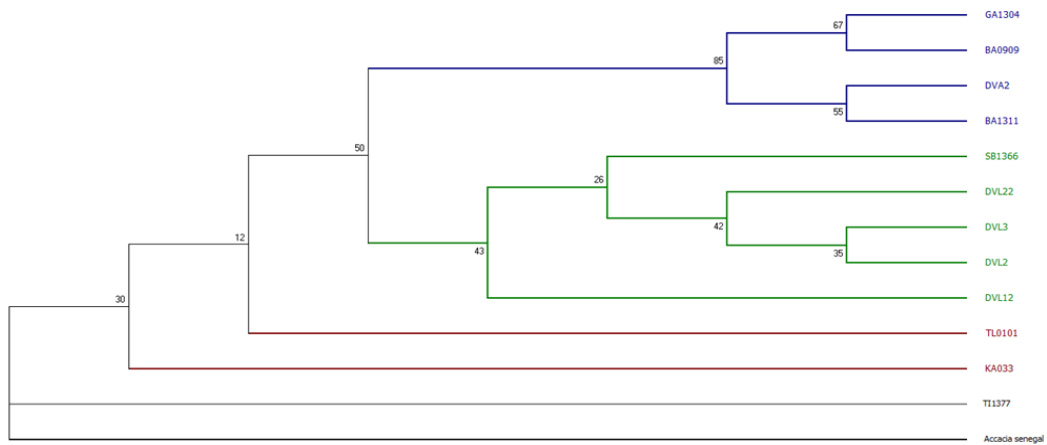 GA1304
67
BA0909
85
DVA2
55
BA1311
50
SB1366
26
DVL22
42
DVL3
35
DVL2
12
43
DVL12
30
TL0101
KA033
TI1377
Accacia senegal